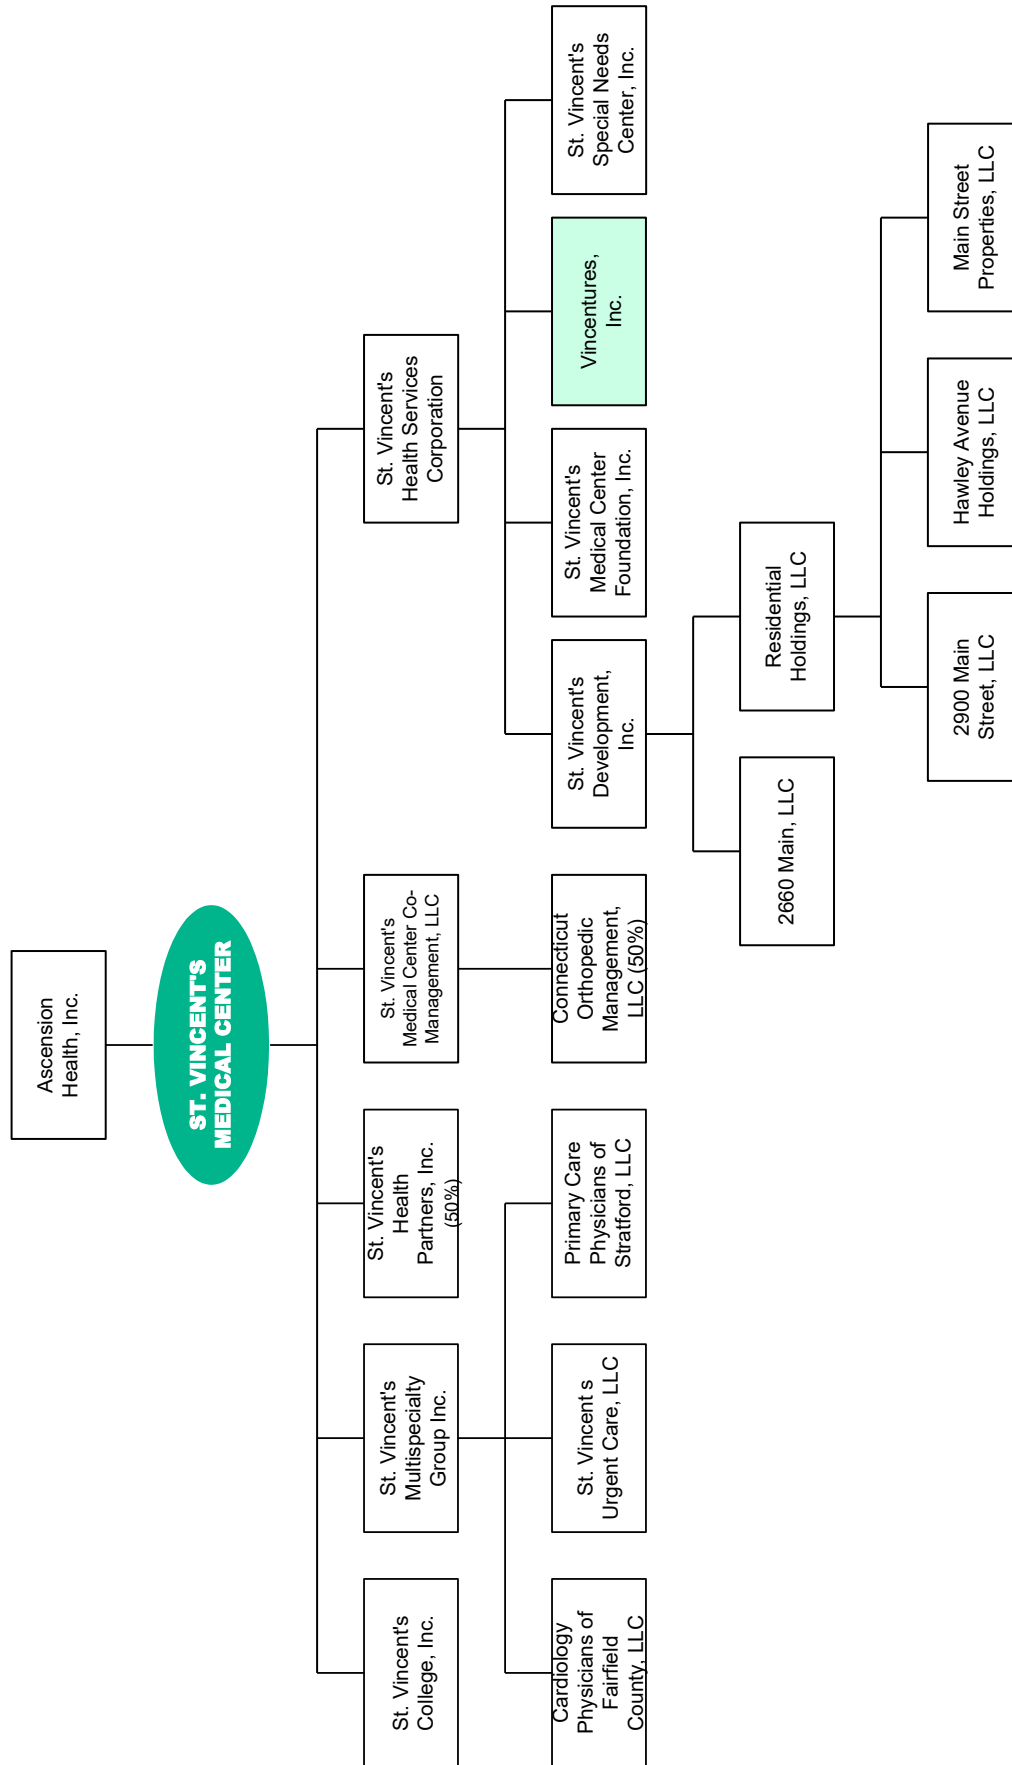 Ascension
Health, Inc.
ST. VINCENT'S
MEDICAL CENTER
St. Vincent's
College, Inc.
St. Vincent's
Multispecialty
Group Inc.
St. Vincent's
Health
Partners, Inc.
(50%)
St. Vincent's
Medical Center Co-
Management, LLC
St. Vincent's
Health Services
Corporation
Cardiology
Physicians of
Fairfield
County, LLC
St. Vincent s
Urgent Care, LLC
Primary Care
Physicians of
Stratford, LLC
Connecticut
Orthopedic
Management,
LLC (50%)
St. Vincent's
Development,
Inc.
St. Vincent's
Medical Center
Foundation, Inc.
Vincentures,
Inc.
St. Vincent's
Special Needs
Center, Inc.
2660 Main, LLC
Residential
Holdings, LLC
2900 Main
Street, LLC
Hawley Avenue
Holdings, LLC
Main Street
Properties, LLC